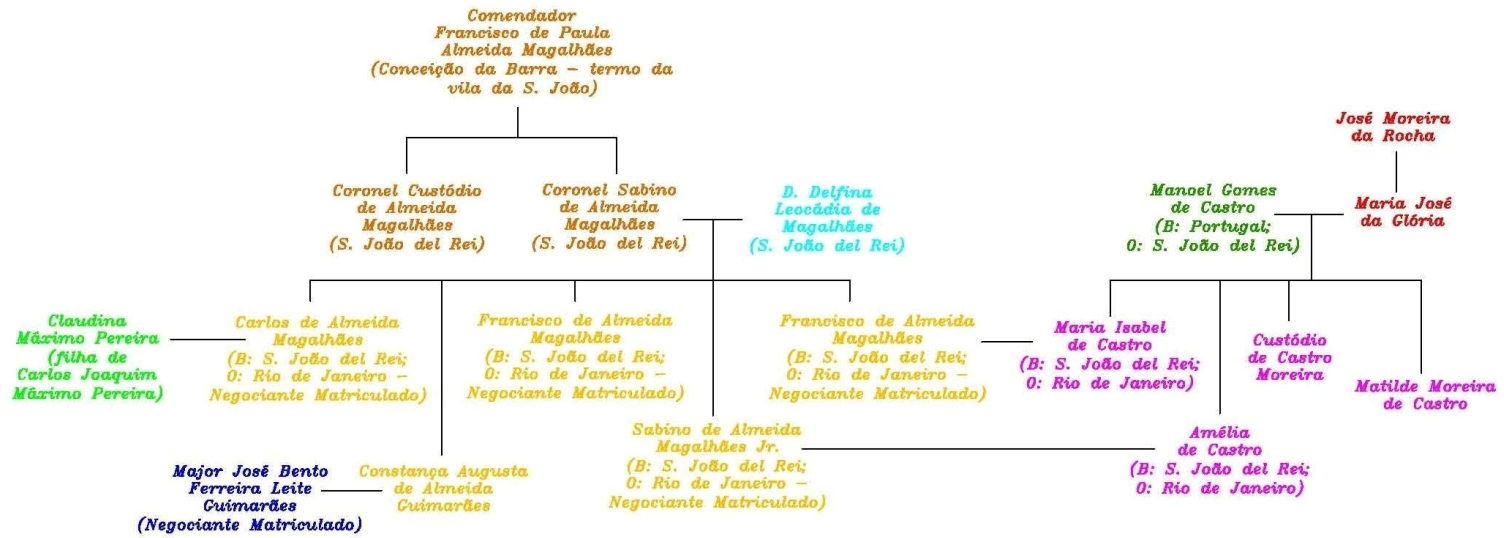 Comendador
Francisco de Paula
Almeida Magalhães
(Conceição da Barra - termo da
vila da S. João)
José Moreira
da Rocha
Coronel Custódio
de Almeida
Magalhães
(S. João del Rei)
Coronel Sabino
de Almeida
Magalhães
(S. João del Rei)
D. Delfina
Leocádia de
Magalhães
(S. João del Rei)
Manoel Gomes
de Castro
(B: Portugal;
O: S. João del Rei)
Maria José
da Glória
Claudina
Máximo Pereira
(filha de
Carlos Joaquim
Máximo Pereira)
Carlos de Almeida
Magalhães
(B: S. João del Rei;
O: Rio de Janeiro -
Negociante Matriculado)
Francisco de Almeida
Magalhães
(B: S. João del Rei;
O: Rio de Janeiro -
Negociante Matriculado)
Francisco de Almeida
Magalhães
(B: S. João del Rei;
O: Rio de Janeiro -
Negociante Matriculado)
Maria Isabel
de Castro
(B: S. João del Rei;
O: Rio de Janeiro)
Custódio
de Castro
Moreira
Matilde Moreira
de Castro
Major José Bento
Ferreira Leite
Guimarães
(Negociante Matriculado)
Constança Augusta
de Almeida
Guimarães
Sabino de Almeida
Magalhães Jr.
(B: S. João del Rei;
O: Rio de Janeiro -
Negociante Matriculado)
Amélia
de Castro
(B: S. João del Rei;
O: Rio de Janeiro)